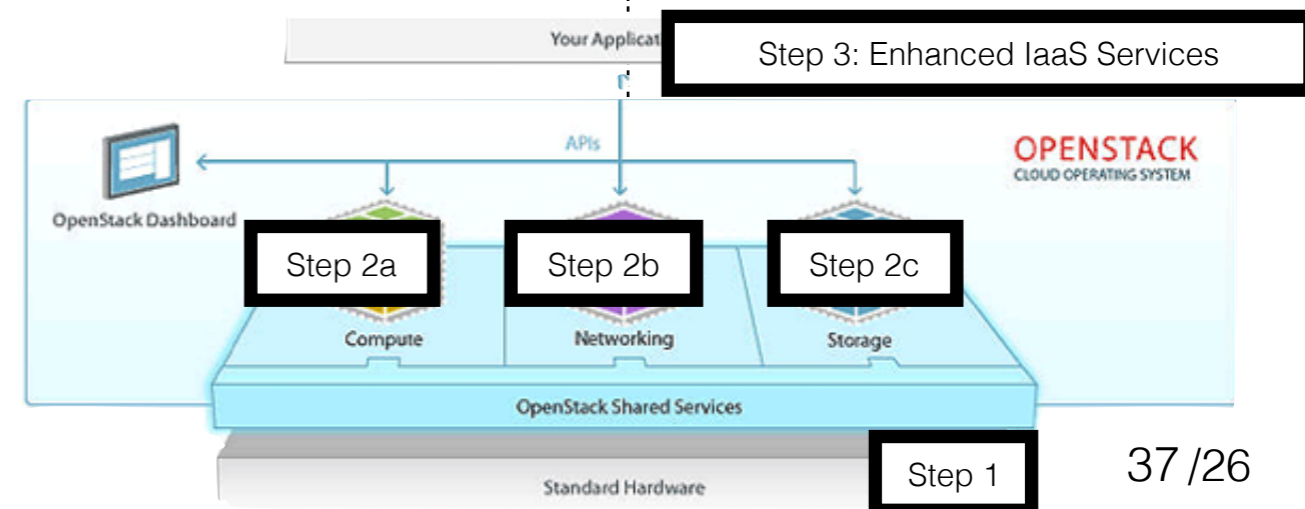 Your Applicat
Step 3: Enhanced IaaS Services
APIs
OPENSTACK
CLOUD OPERATING SYSTEM
OpenStack Dashboard
Step 2a
Step 2b
Step 2c
Compute
Networking
Storage
OpenStack Shared Services
Step 1
37 /26
Standard Hardware